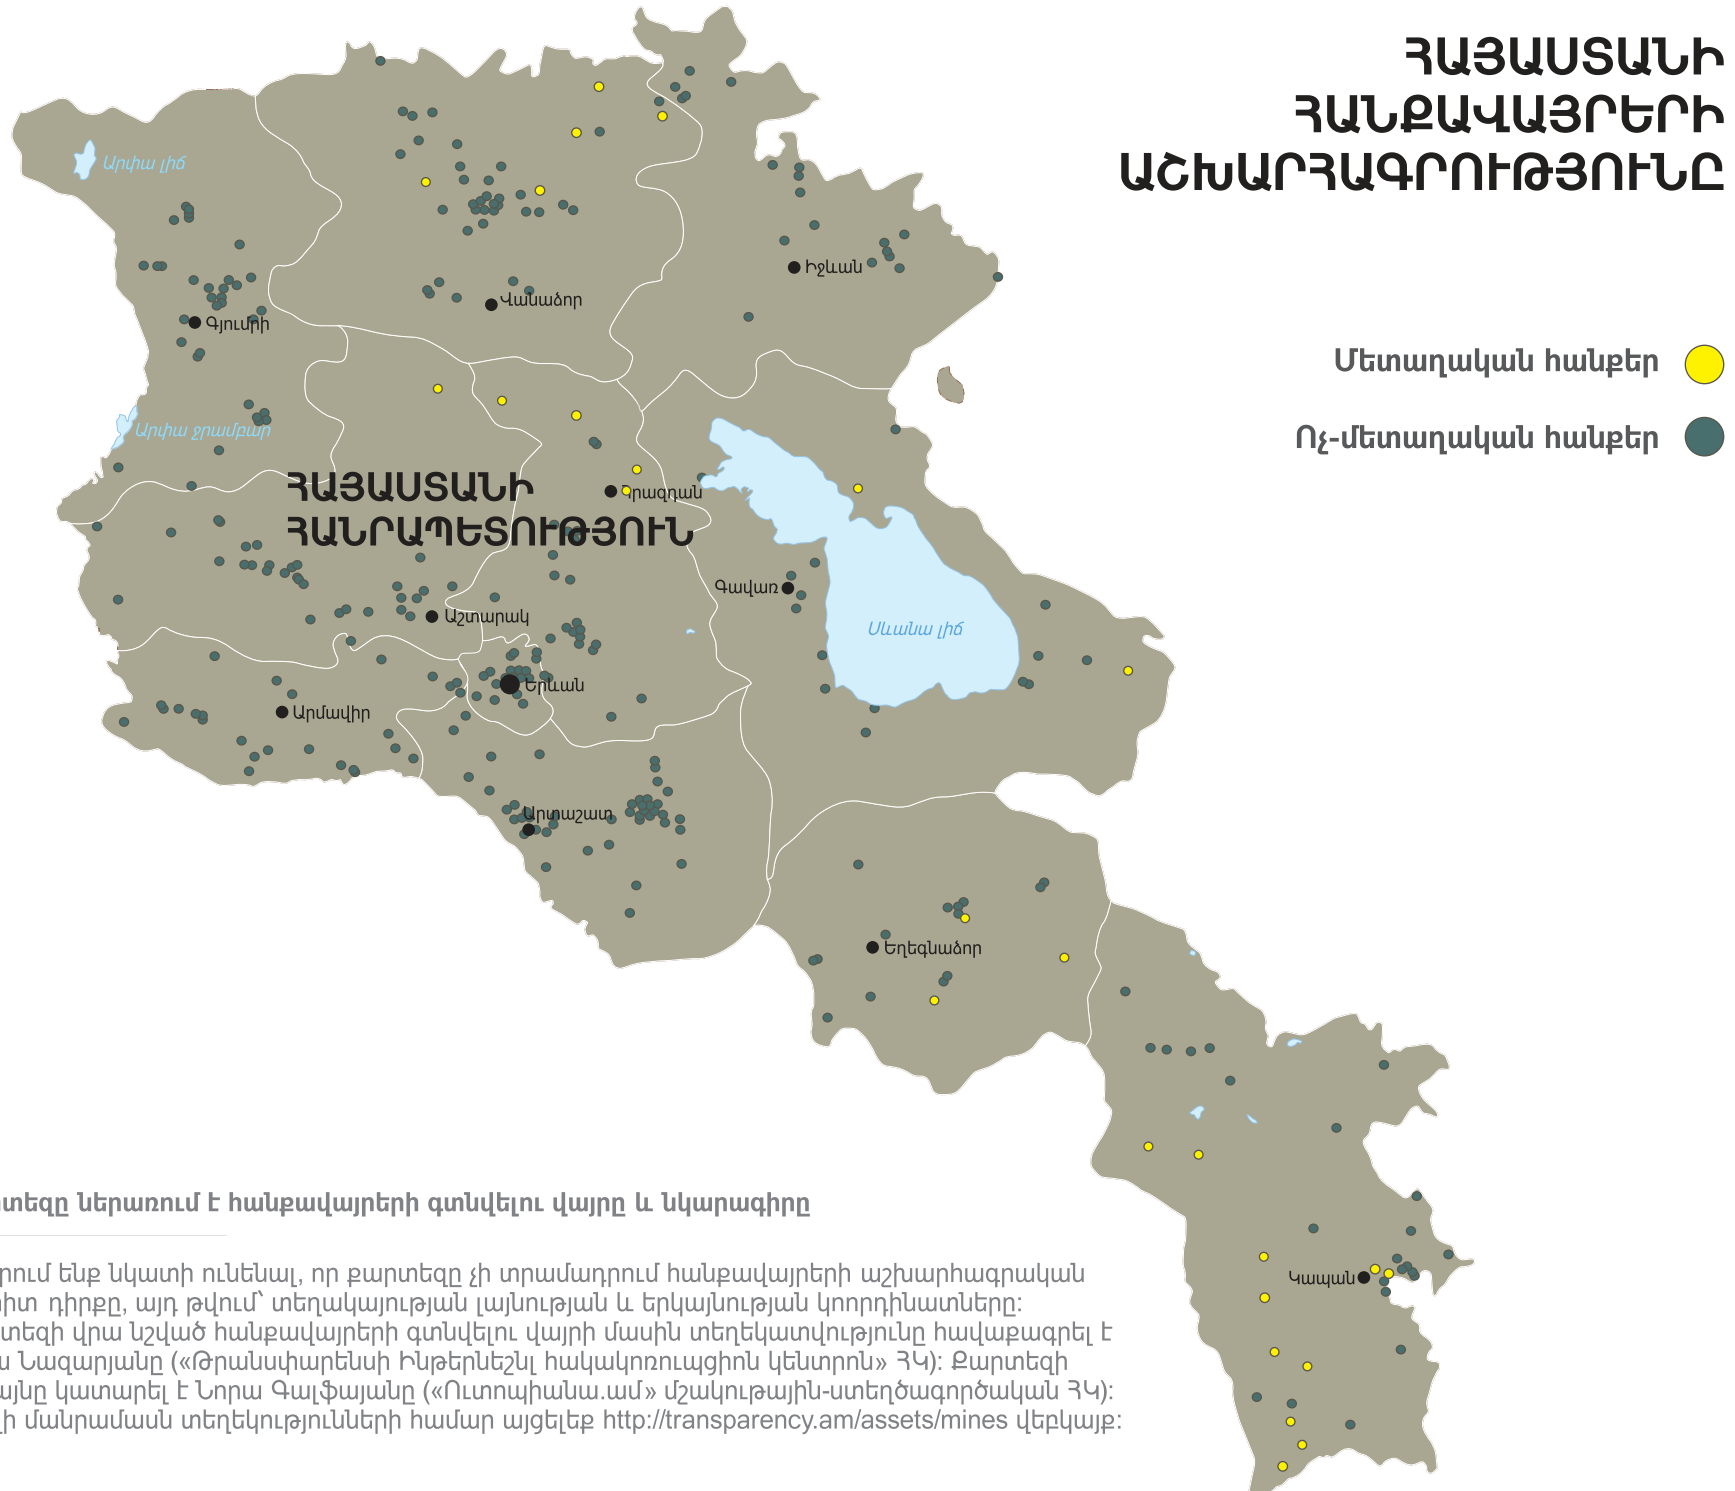 ՀԱՅԱՍՏԱՆԻ
ՀԱՆՔԱՎԱՅՐԵՐԻ
ԱՇԽԱՐՀԱԳՐՈՒԹՅՈՒՆԸ
Մետաղական հանքեր
Ոչ-մետաղական հանքեր
Արփա լիճ
Իջևան
Վանաձոր
Գյումրի
Արփա ջրամբար
ՀԱՅԱՍՏԱՆԻ
ՀԱՆՐԱՊԵՏՈՒԹՅՈՒՆ
Հրազդան
Գավառ
Աշտարակ
Սևանա լիճ
Երևան
Արմավիր
Արտաշատ
Եղեգնաձոր
Կապան
րտեզը ներառում է հանքավայրերի գտնվելու վայրը և նկարագիրը
րում ենք նկատի ունենալ, որ քարտեզը չի տրամադրում հանքավայրերի աշխարհագրական
րիտ դիրքը, այդ թվում՝ տեղակայության լայնության և երկայնության կոորդինատները:
տեզի վրա նշված հանքավայրերի գտնվելու վայրի մասին տեղեկատվությունը հավաքագրել է
ա Նազարյանը («Թրանսփարենսի Ինթերնեշնլ հակակոռուպցիոն կենտրոն» ՀԿ): Քարտեզի
այնը կատարել է Նորա Գալֆայանը («Ուտոպիանա.ամ» մշակութային-ստեղծագործական ՀԿ):
ի մանրամասն տեղեկությունների համար այցելեք http://transparency.am/assets/mines վեբկայք: